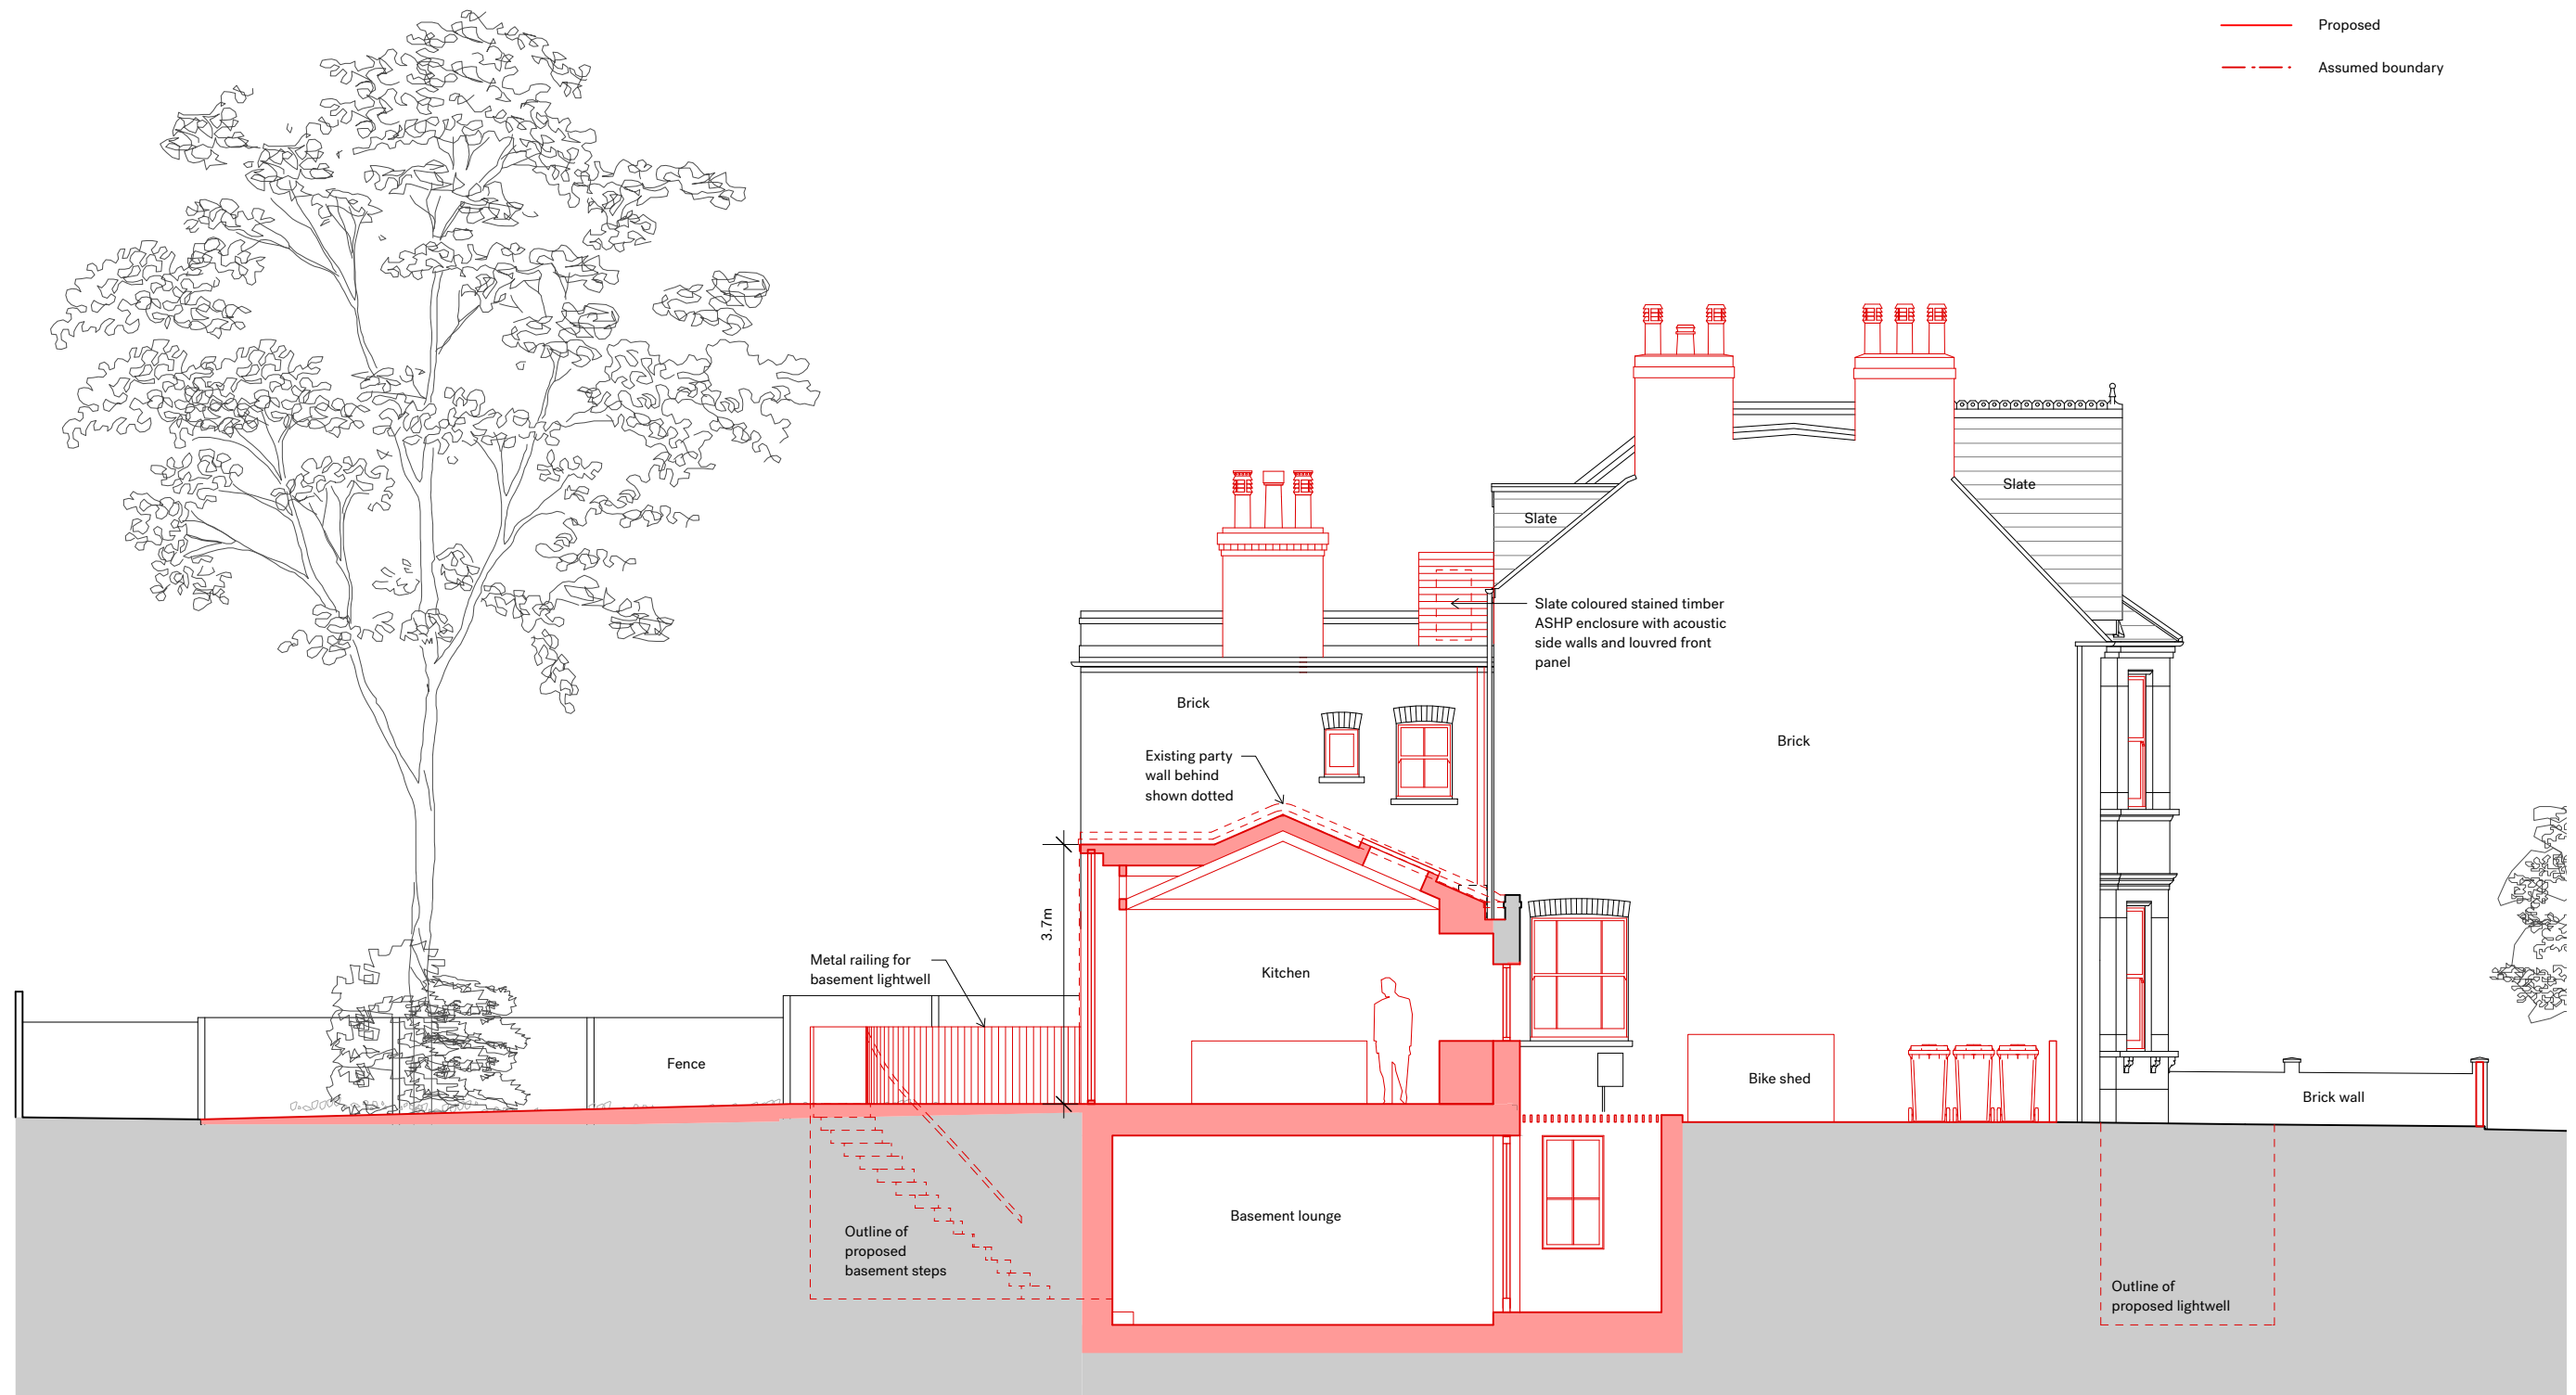 Proposed
Assumed boundary
Slate
Slate
Slate coloured stained timber
ASHP enclosure with acoustic
side walls and louvred front
panel
Brick
Brick
Existing party
wall behind
shown dotted
3.7m
Metal railing for
basement lightwell
Kitchen
Fence
Bike shed
Brick wall
Basement lounge
Outline of
proposed
basement steps
Outline of
proposed lightwell